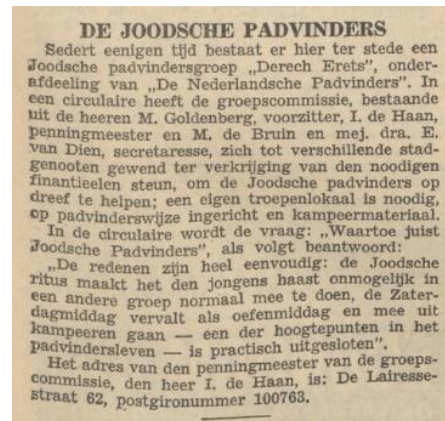 DE JOODSCHE PADVINDERS
Sedert eenigen tijd bestaat er hier ter stede een
Joodsche padvindersgroep „Derech Erets”, onder-
afdeeling van „De Nederlandsche Padvinders”. In
een circulaire heeft de groepscommissie, bestaande
uit de heeren M. Goldenberg, voorzitter, I. de Haan,
penningmeester en M. de Bruin en mej. dra. E.
van Dien, secretaresse, zich tot verschillende stad-
genooten gewend ter verkrijging van den noodigen
finantieelen steun, om de Joodsche padvinders op
dreef te helpen; een eigen troepenlokaal is noodig,
op padvinderswijze ingericht en kampeermateriaal.
In de circulaire wordt de vraag: „Waartoe juist
Joodsche Padvinders”, als volgt beantwoord:
„De redenen zijn heel eenvoudig: de Joodsche
ritus maakt het den jongens haast onmogelijk in
een andere groep normaal mee te doen, de Zater-
dagmiddag vervalt als oefenmiddag en mee uit
kampeeren gaan — een der hoogtepunten in het
padvindersleven — is practisch uitgesloten”.
Het adres van den penningmeester van de groeps-
commissie, den heer I. de Haan, is: De Lairesse-
straat 62, postgironummer 100763.